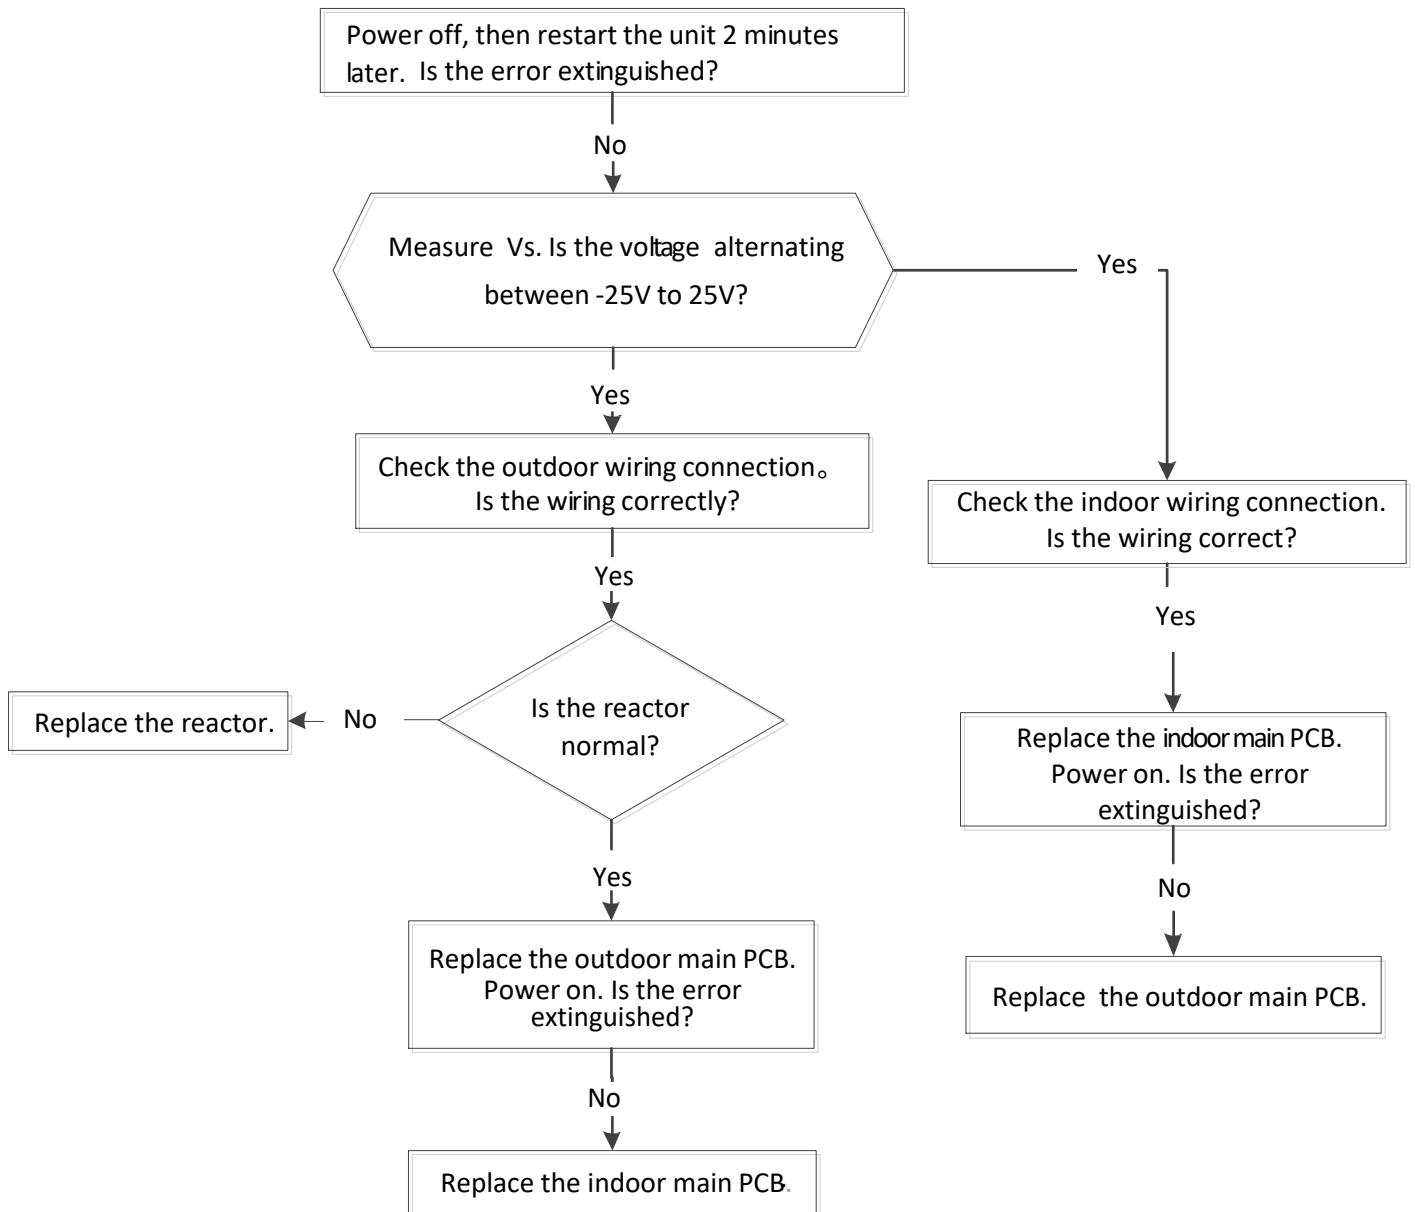 Power off, then restart the unit 2 minutes
later. Is the error extinguished?
No
Measure Vs. Is the voltage alternating
between -25V to 25V?
Yes
Yes
Check the outdoor wiring connection。
Is the wiring correctly?
Check the indoor wiring connection.
Is the wiring correct?
Yes
Yes
Is the reactor
normal?
No
Replace the reactor.
Replace the indoor main PCB.
Power on. Is the error
extinguished?
Yes
No
Replace the outdoor main PCB.
Power on. Is the error
extinguished?
Replace the outdoor main PCB.
No
Replace the indoor main PCB.